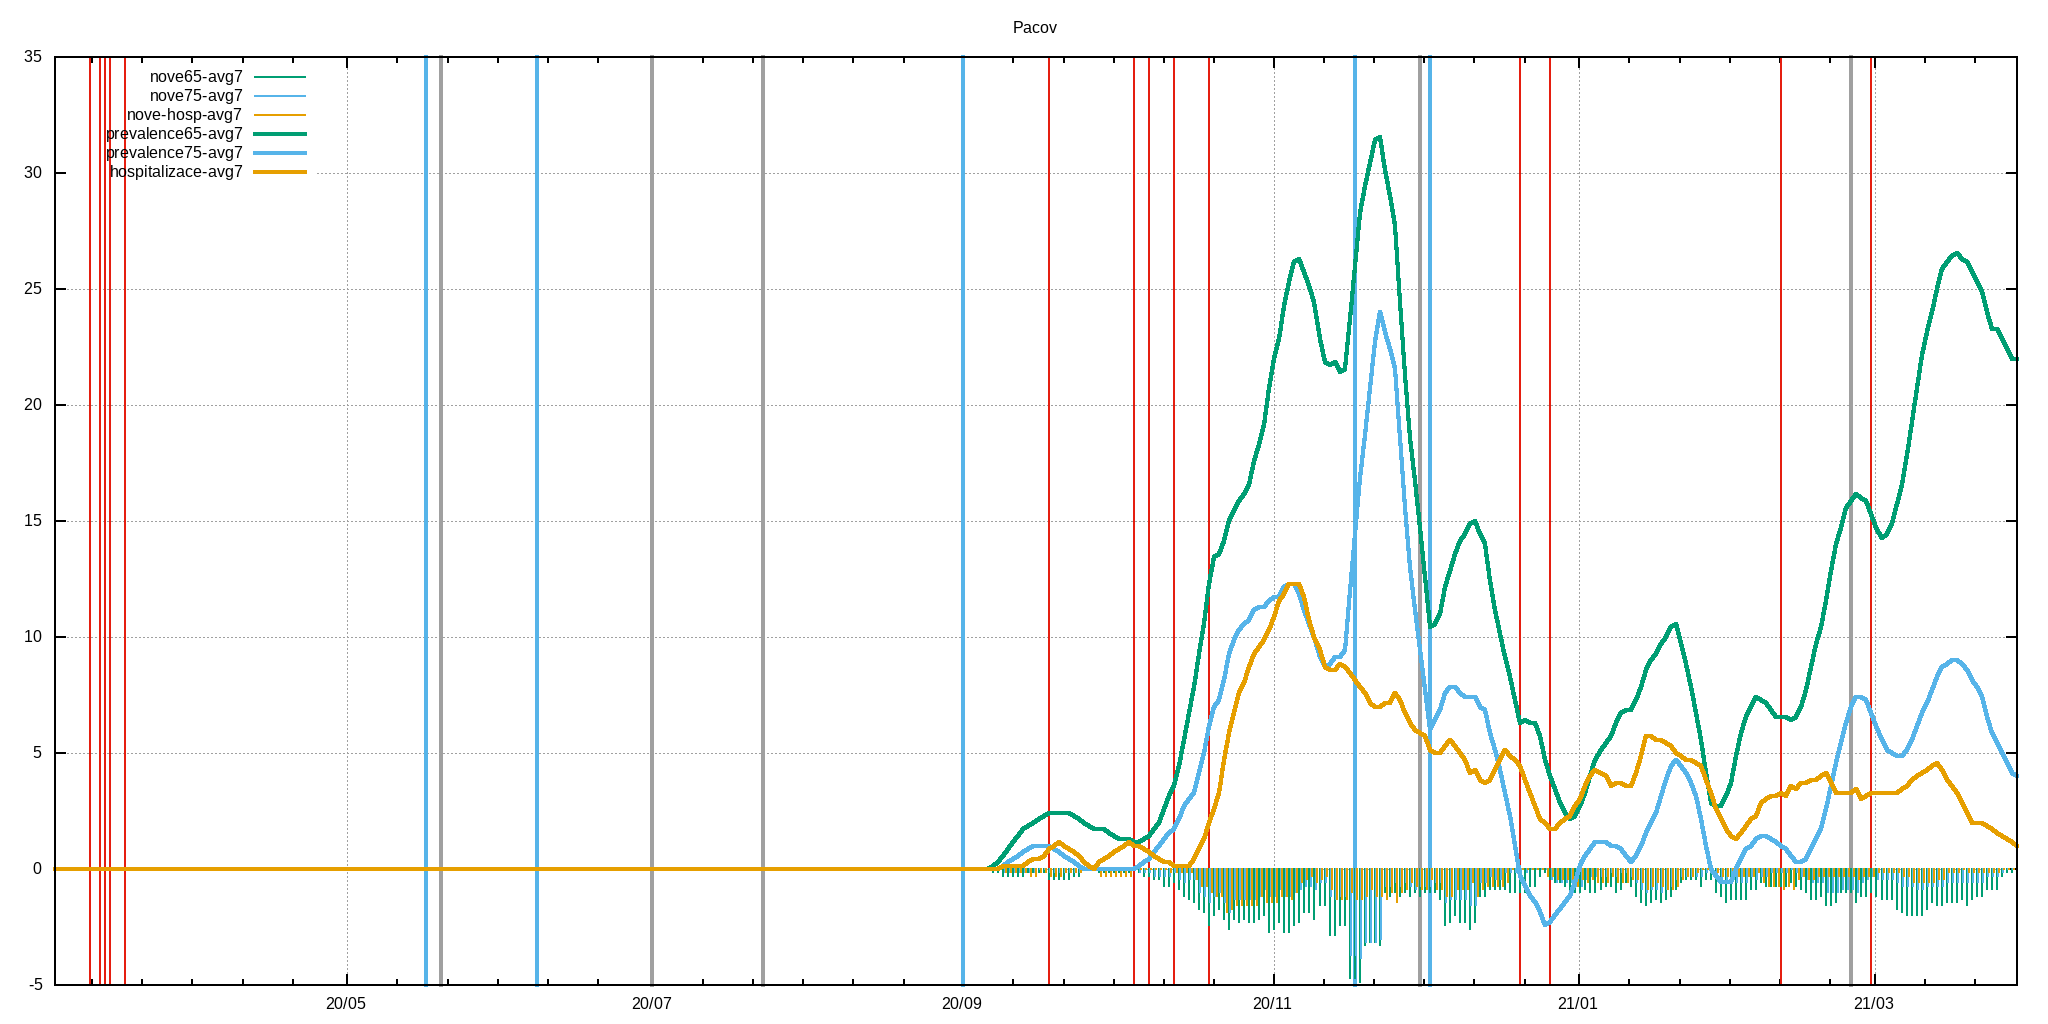 Pacov
35
30
25
20
15
10
5
0
-5
nove65-avg7
nove75-avg7
nove-hosp-avg7
prevalence65-avg7
prevalence75-avg7
hospitalizace-avg7
20/05
20/07
20/09
20/11
21/01
21/03